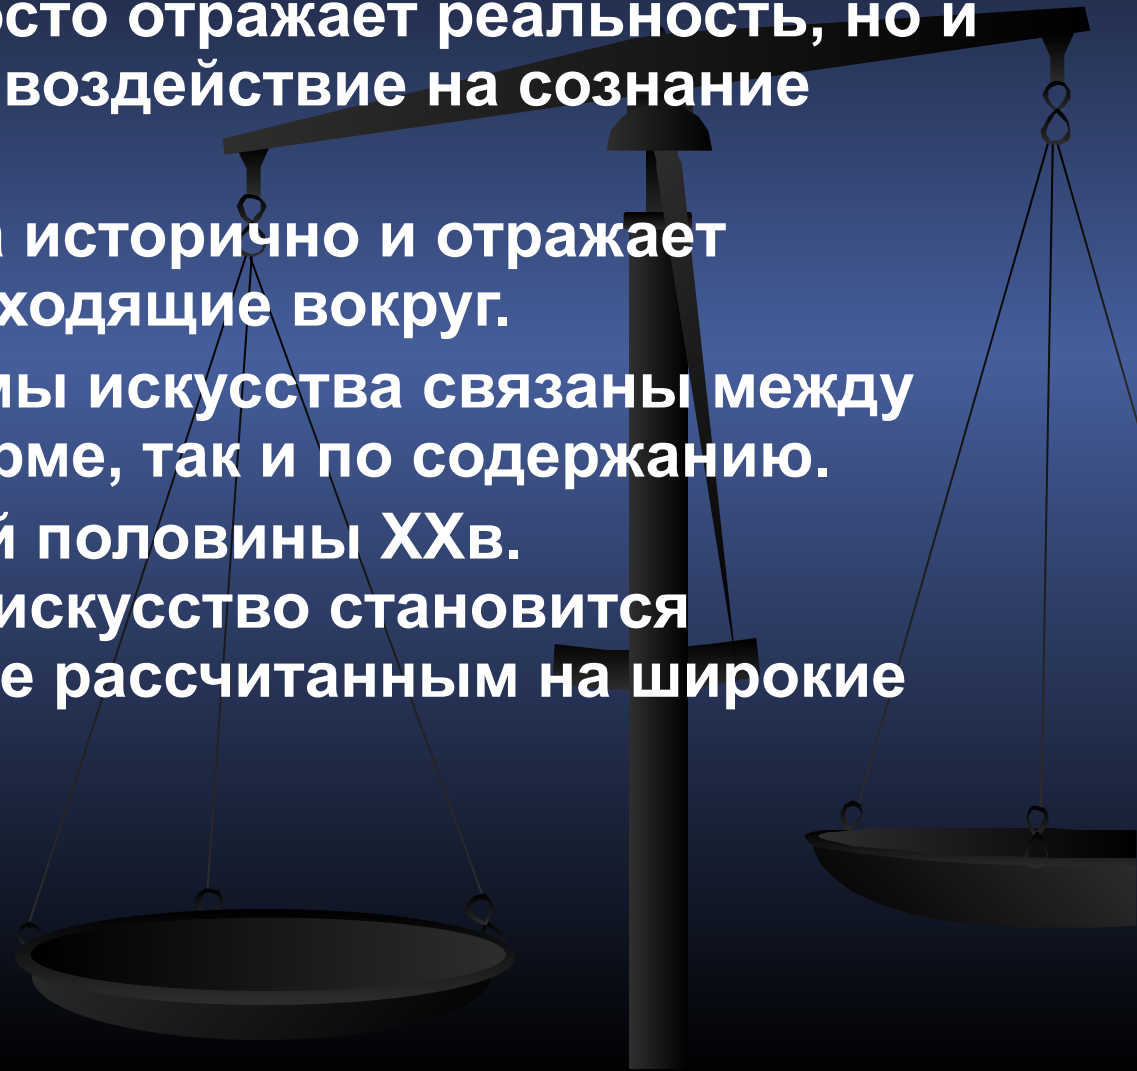 сто отражает реальность, но и
воздействие на сознание
а исторично и отражает
ходящие вокруг.
мы искусства связаны между
рме, так и по содержанию.
й половины XXв.
искусство становится
е рассчитанным на широкие